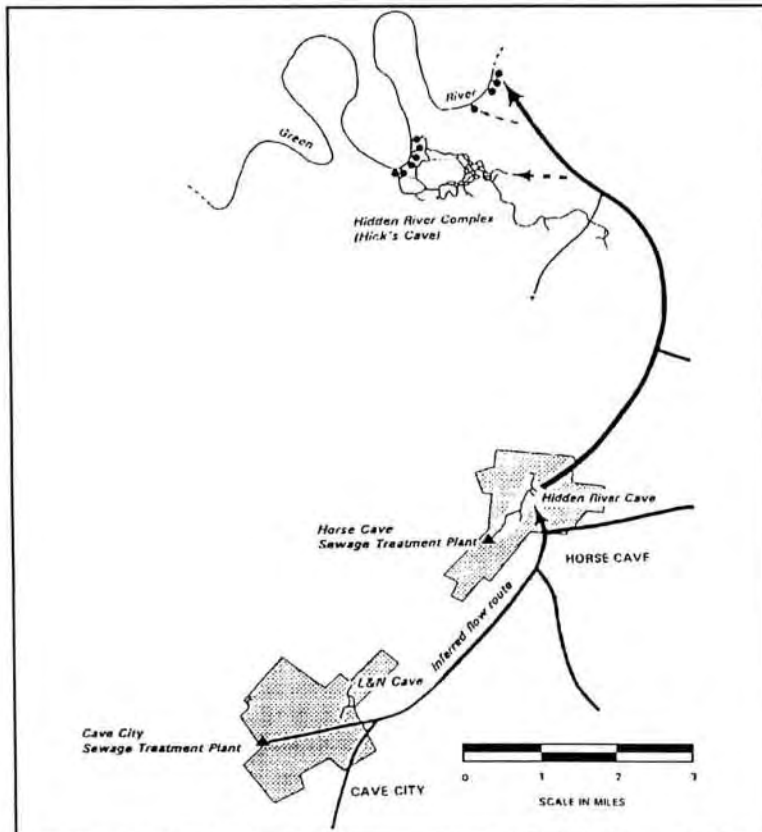 River
Green
Hidden River Complex
(Hick's Cave)
Hidden River Cave
Horse Cave
Sewage Treatment Plant
HORSE CAVE
Inferred flow route
L&N Cave
Cave City
Sewage Treatment Plant
CAVE CITY
0 1 2 3
SCALE IN MILES